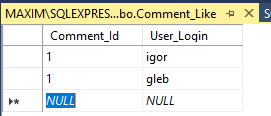 MAXIM\SQLEXPRES...bo.Comment_Like
Comment_Id User_Login
1 igor
1 gleb
NULL NULL